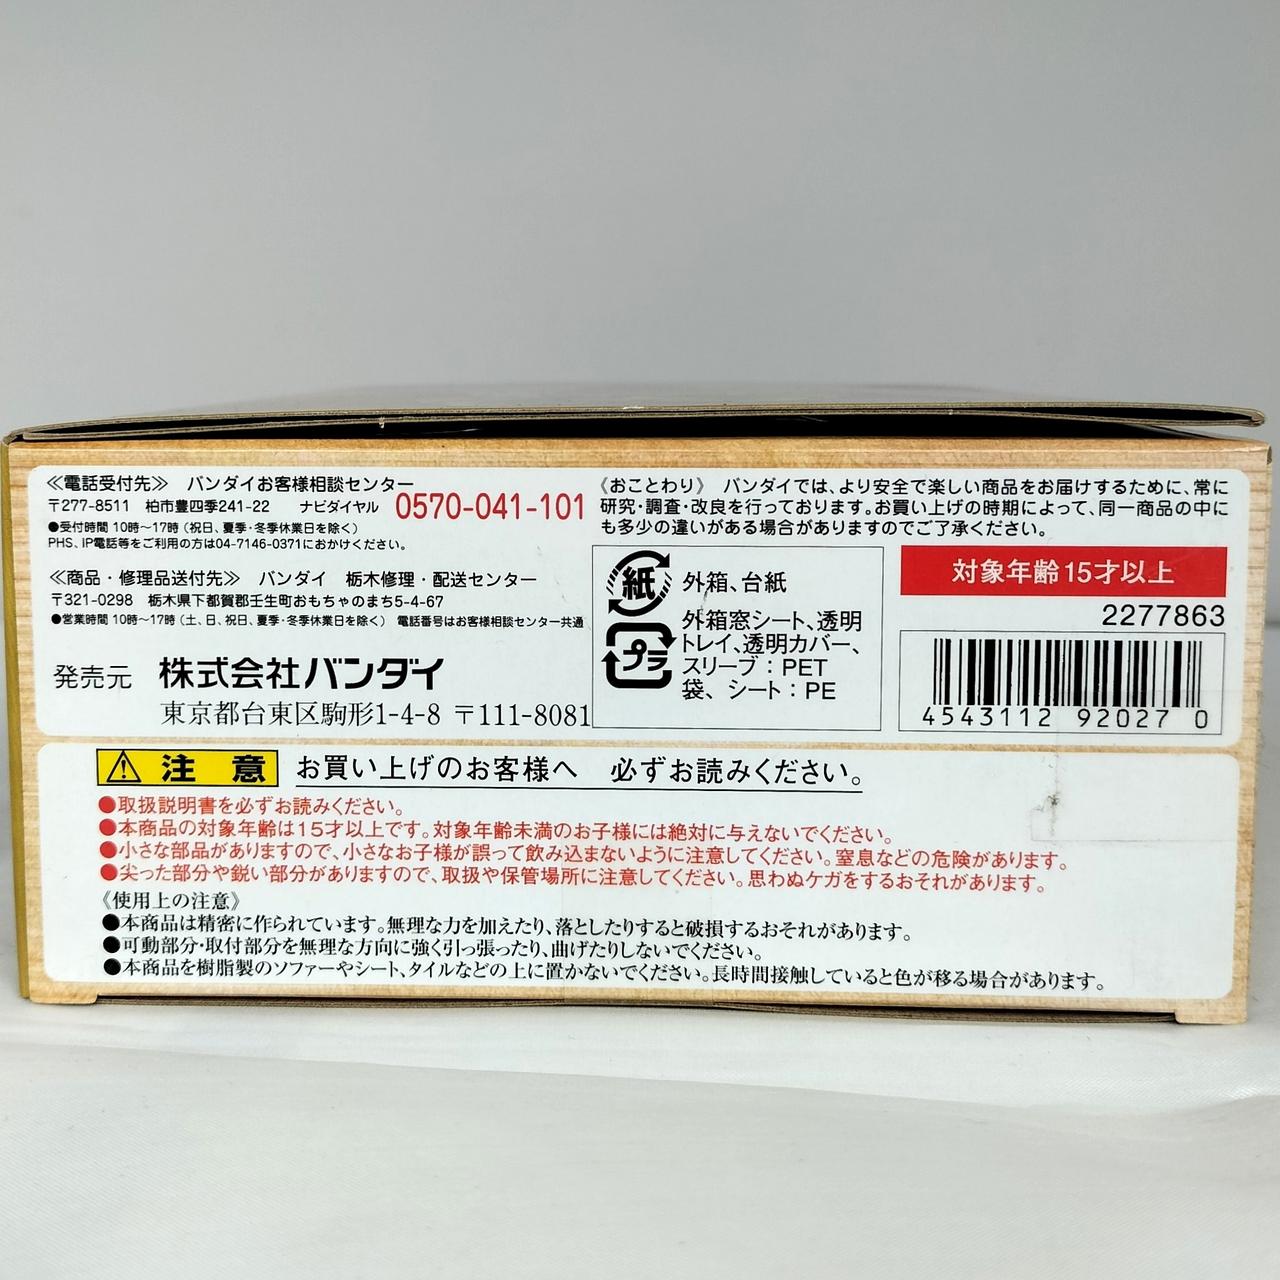 ≪電話受付先≫ バンダイお客様相談センター
〒277-8511 柏市豊四季241-22 ナビダイヤル 0570-041-101
●受付時間 10時〜17時(祝日、夏季・冬季休業日を除く)
PHS、IP電話等をご利用の方は04-7146-0371におかけください。
≪商品・修理品送付先≫ バンダイ 栃木修理・配送センター
〒321-0298 栃木県下都賀郡壬生町おもちゃのまち5-4-67
●営業時間 10時〜17時(土、日、祝日、夏季・冬季休業日を除く) 電話番号はお客様相談センター共通
発売元 株式会社バンダイ
東京都台東区駒形1-4-8 〒111-8081
《おことわり》 バンダイでは、より安全で楽しい商品をお届けするために、常に
研究・調査・改良を行っております。お買い上げの時期によって、同一商品の中に
も多少の違いがある場合がありますのでご了承ください。
紙 外箱、台紙
プラ 外箱窓シート、透明
トレイ、透明カバー、
スリーブ:PET
袋、シート:PE
対象年齢15才以上
2277863
4543112 92027 0
注意 お買い上げのお客様へ 必ずお読みください。
●取扱説明書を必ずお読みください。
●本商品の対象年齢は15才以上です。対象年齢未満のお子様には絶対に与えないでください。
●小さな部品がありますので、小さなお子様が誤って飲み込まないように注意してください。窒息などの危険があります。
●尖った部分や鋭い部分がありますので、取扱や保管場所に注意してください。思わぬケガをするおそれがあります。
《使用上の注意》
●本商品は精密に作られています。無理な力を加えたり、落としたりすると破損するおそれがあります。
●可動部分・取付部分を無理な方向に強く引っ張ったり、曲げたりしないでください。
●本商品を樹脂製のソファーやシート、タイルなどの上に置かないでください。長時間接触していると色が移る場合があります。